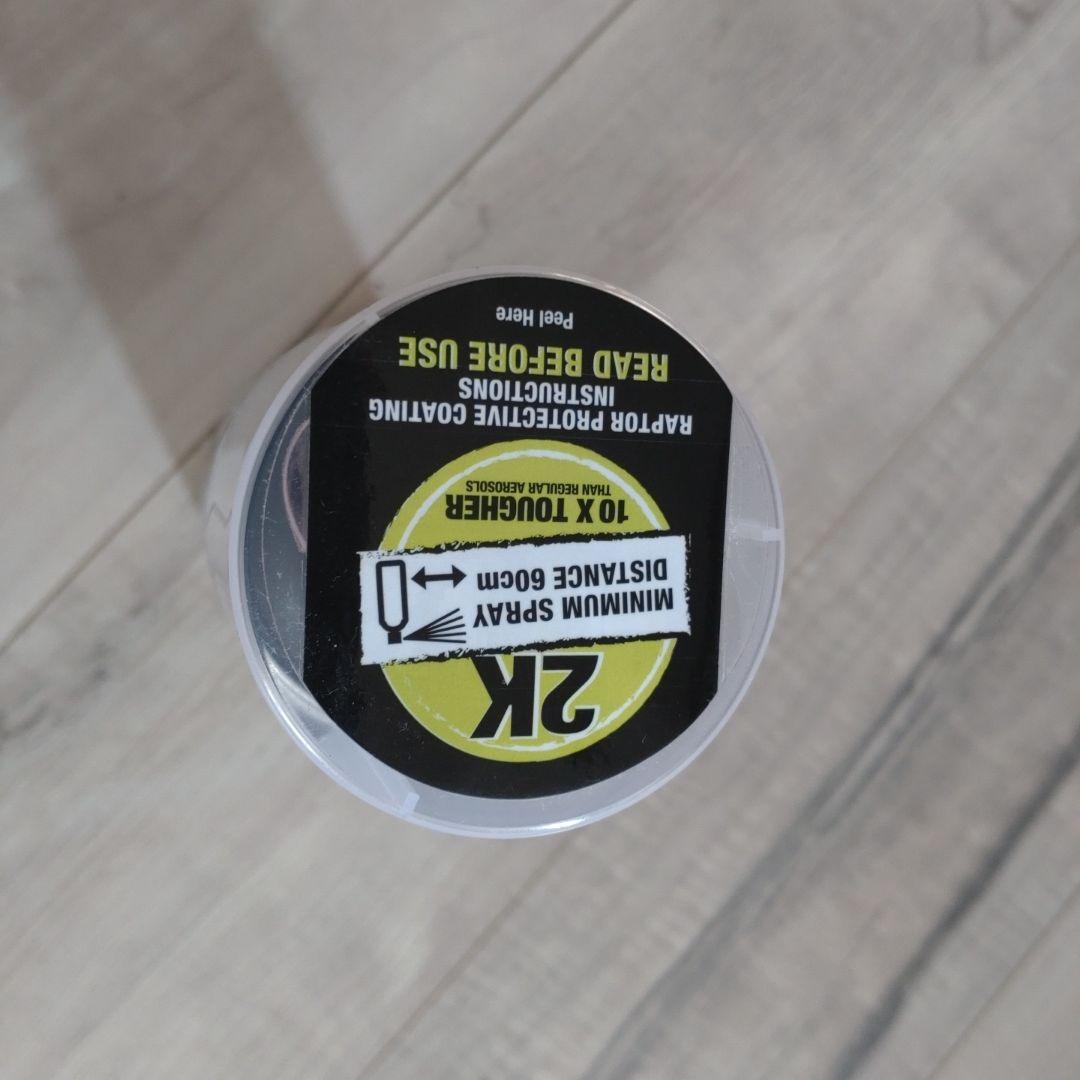 2K
MINIMUM SPRAY
DISTANCE 60cm
10 X TOUGHER
THAN REGULAR AEROSOLS
RAPTOR PROTECTIVE COATING
INSTRUCTIONS
READ BEFORE USE
Peel Here